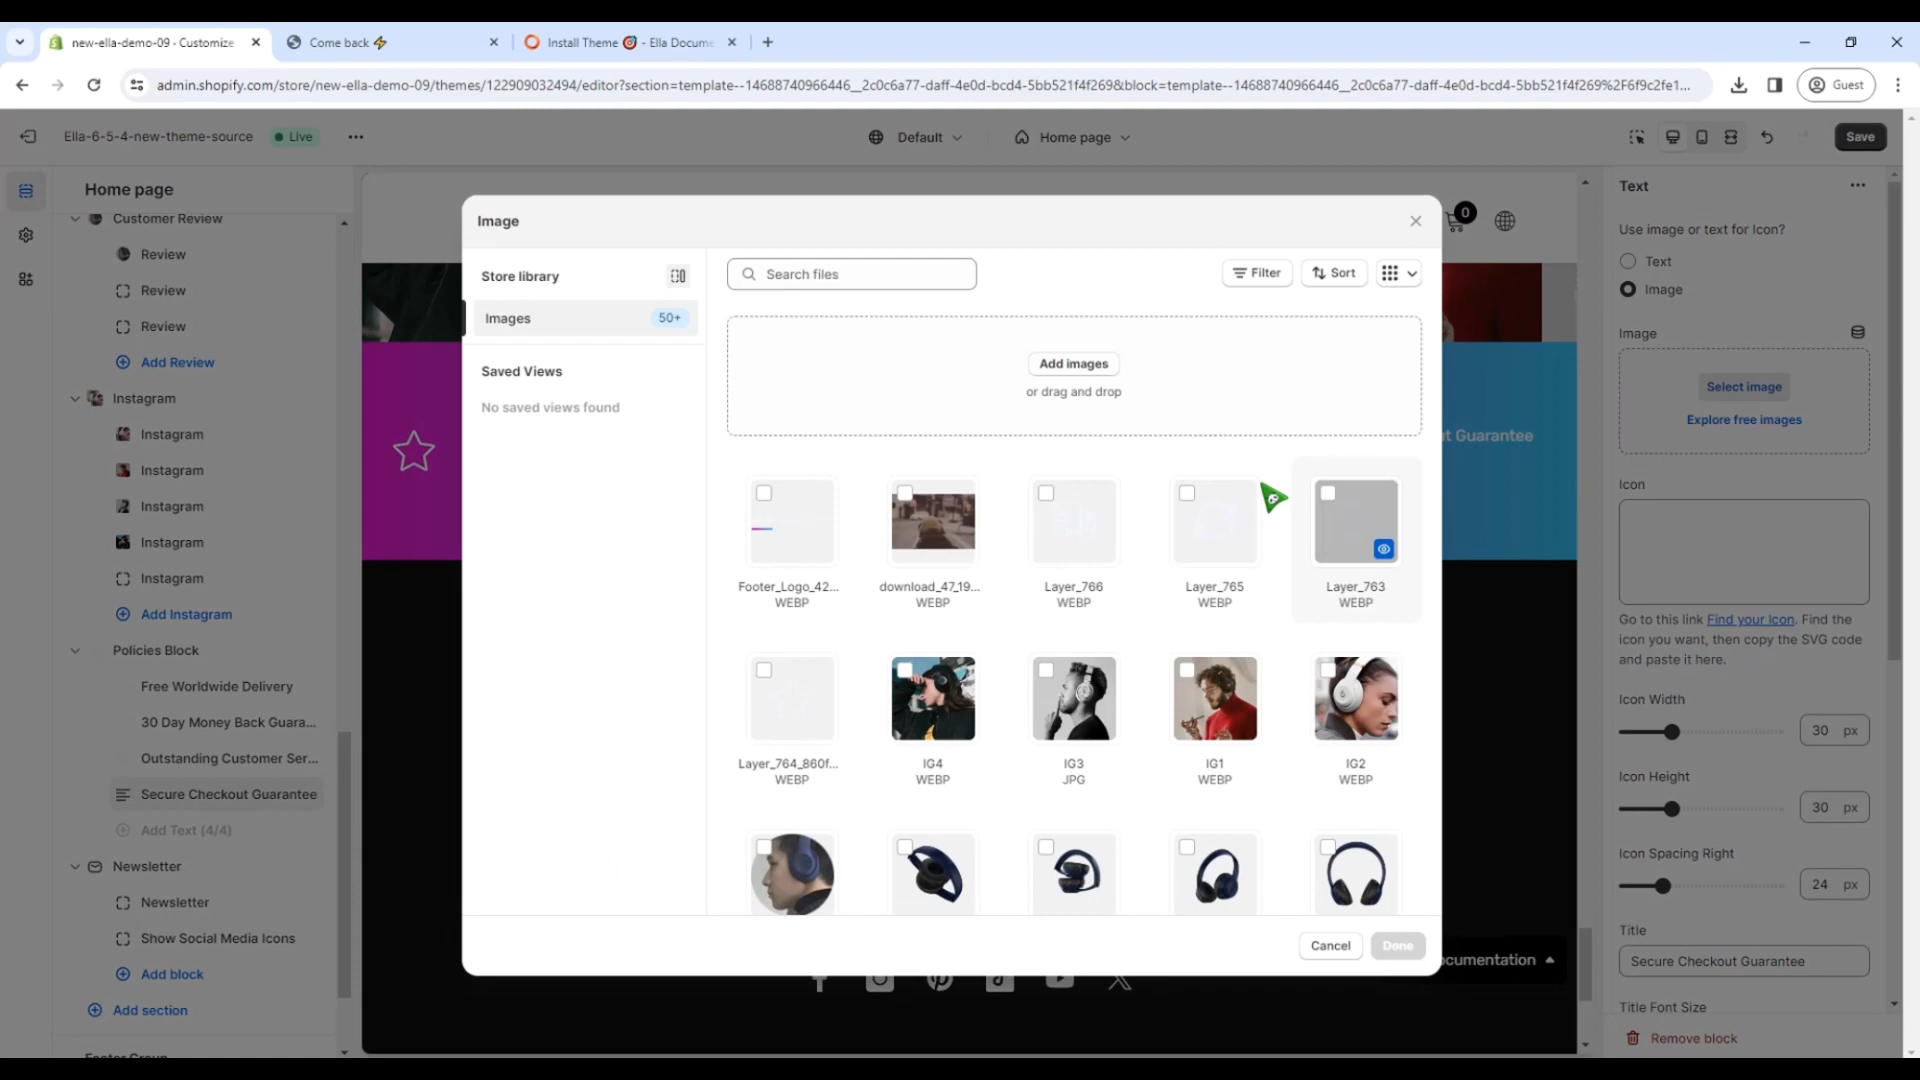 new-ella-demo-09 - Customize
Come back ⚡
Install Theme 🎯 - Ella Docume
admin.shopify.com/store/new-ella-demo-09/themes/122909032494/editor?section=template--14688740966446__2c0c6a77-daff-4e0d-bcd4-5bb521f4f269&block=template--14688740966446__2c0c6a77-daff-4e0d-bcd4-5bb521f4f269%2F6f9c2fe1...
Guest
Ella-6-5-4-new-theme-source
Live
Default
Home page
Save
Home page
Customer Review
Review
Review
Review
Add Review
Instagram
Instagram
Instagram
Instagram
Instagram
Instagram
Add Instagram
Policies Block
Free Worldwide Delivery
30 Day Money Back Guara...
Outstanding Customer Ser...
Secure Checkout Guarantee
Add Text (4/4)
Newsletter
Newsletter
Show Social Media Icons
Add block
Add section
Footer Group
0
t Guarantee
ocumentation
Image
Store library
Images
50+
Saved Views
No saved views found
Search files
Filter
Sort
Add images
or drag and drop
Footer_Logo_42...
WEBP
download_47_19...
WEBP
Layer_766
WEBP
Layer_765
WEBP
Layer_763
WEBP
Layer_764_860f...
WEBP
IG4
WEBP
IG3
JPG
IG1
WEBP
IG2
WEBP
Cancel
Done
Text
Use image or text for Icon?
Text
Image
Image
Select image
Explore free images
Icon
Go to this link Find your Icon. Find the
icon you want, then copy the SVG code
and paste it here.
Icon Width
30 px
Icon Height
30 px
Icon Spacing Right
24 px
Title
Secure Checkout Guarantee
Title Font Size
Remove block